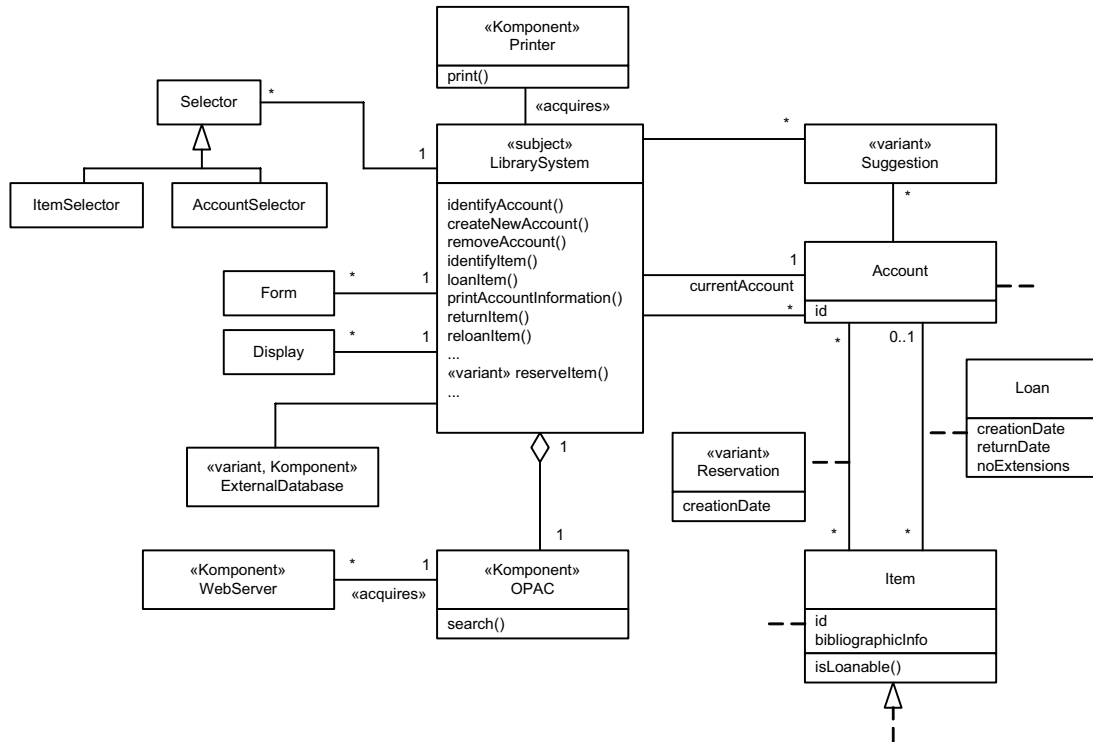 «Komponent»
Printer
print()
«acquires»
Selector
*
1
ItemSelector
AccountSelector
«subject»
LibrarySystem
identifyAccount()
createNewAccount()
removeAccount()
identifyItem()
loanItem()
printAccountInformation()
returnItem()
reloanItem()
...
«variant» reserveItem()
...
*
«variant»
Suggestion
*
1
currentAccount
*
Account
id
Form
*
1
Display
*
1
«variant, Komponent»
ExternalDatabase
*
0..1
Loan
creationDate
returnDate
noExtensions
«variant»
Reservation
creationDate
1
1
*
*
«Komponent»
WebServer
*
1
«acquires»
«Komponent»
OPAC
search()
Item
id
bibliographicInfo
isLoanable()